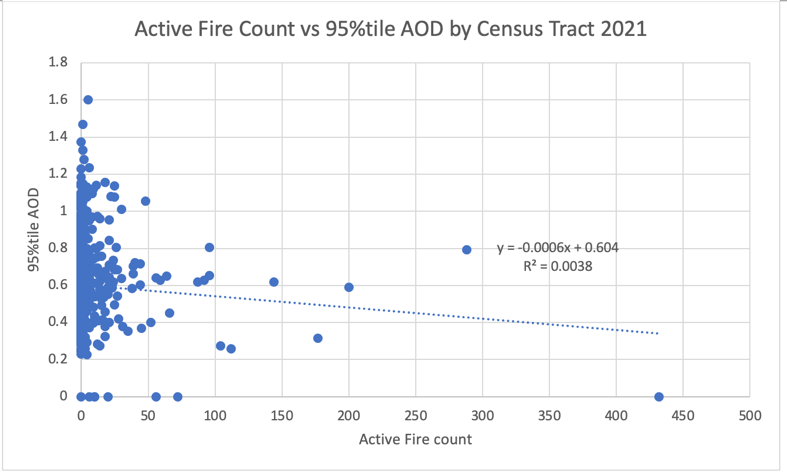 Active Fire Count vs 95%tile AOD by Census Tract 2021
1.8
1.6
1.4
1.2
1
0.8
0.6
0.4
0.2
0
95%tile AOD
y = -0.0006x + 0.604
R² = 0.0038
0 50 100 150 200 250 300 350 400 450 500
Active Fire count